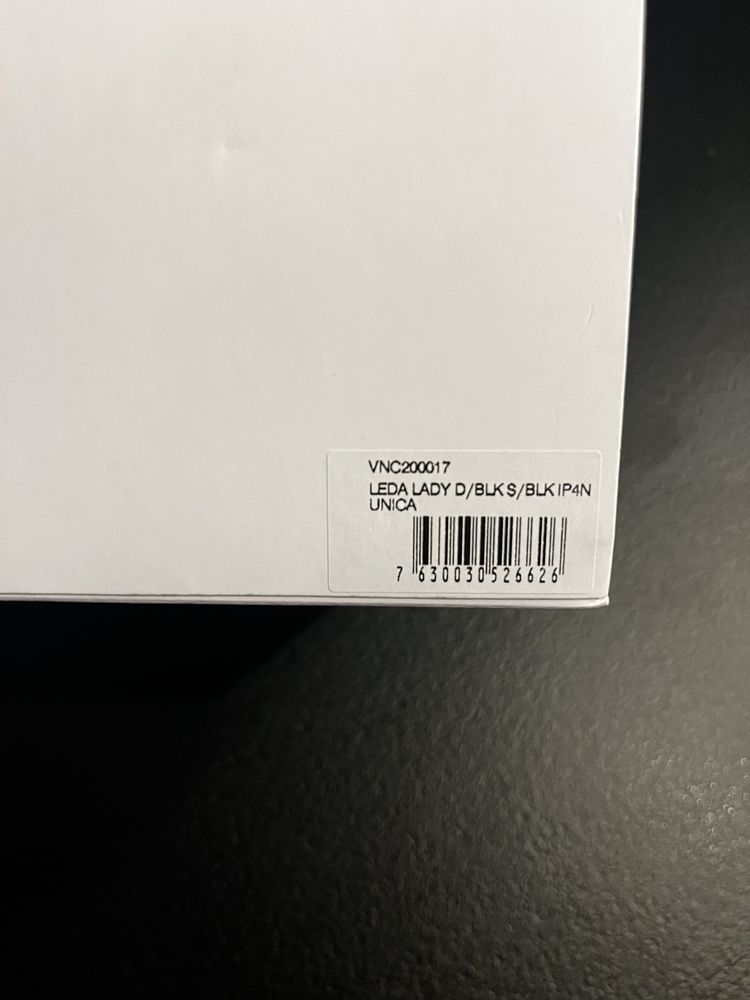 VNC200017
LEDA LADY D/BLK S/BLK IP4N
UNICA
7 630030 526626